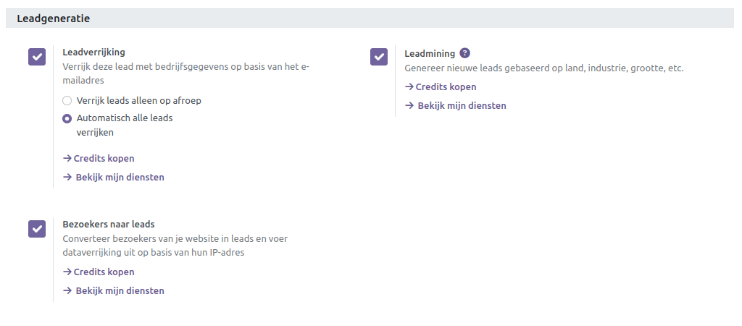 Leadgeneratie
Leadverrijking
Verrijk deze lead met bedrijfsgegevens op basis van het e-
mailadres
Verrijk leads alleen op afroep
Automatisch alle leads
verrijken
→ Credits kopen
→ Bekijk mijn diensten
Leadmining ?
Genereer nieuwe leads gebaseerd op land, industrie, grootte, etc.
→ Credits kopen
→ Bekijk mijn diensten
Bezoekers naar leads
Converteer bezoekers van je website in leads en voer
dataverrijking uit op basis van hun IP-adres
→ Credits kopen
→ Bekijk mijn diensten